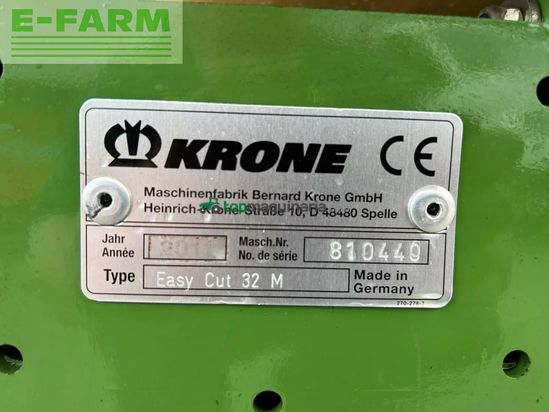 E-FARM
KRONE CE
Maschinenfabrik Bernard Krone GmbH
Heinrich-Krone-Straße 10, D 48480 Spelle
topmaquinaria
Jahr
Année
Masch.Nr.
No. de série
810449
Type Easy Cut 32 M
Made in
Germany
270-278-7